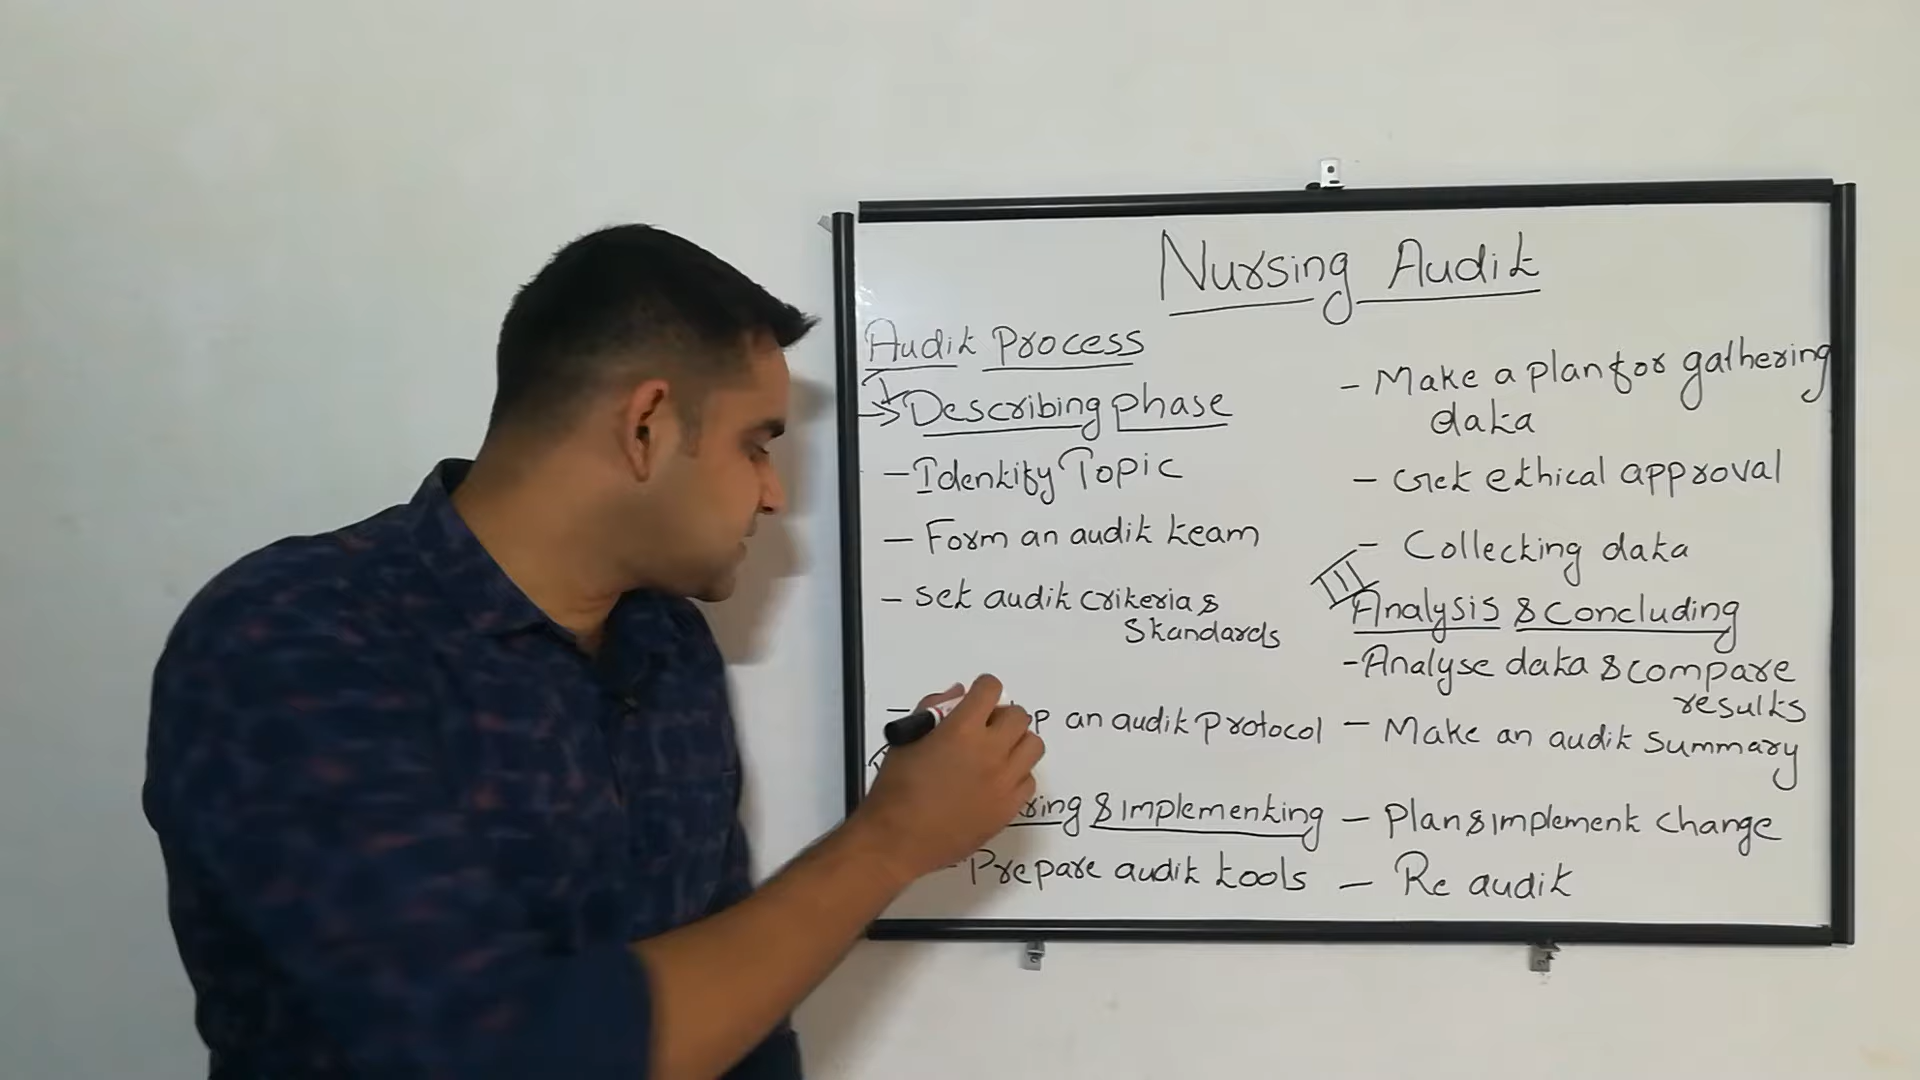 Nursing Audit
Audit Process
Describing phase
- Identify Topic
- Form an audit team
- Set audit criteria &
Standards
- an audit protocol
& implementing
- Prepare audit tools
- Make a plan for gathering
data
- Get ethical approval
- Collecting data
III
Analysis & concluding
- Analyse data & compare
results
- Make an audit summary
- Plan & implement change
- Re audit